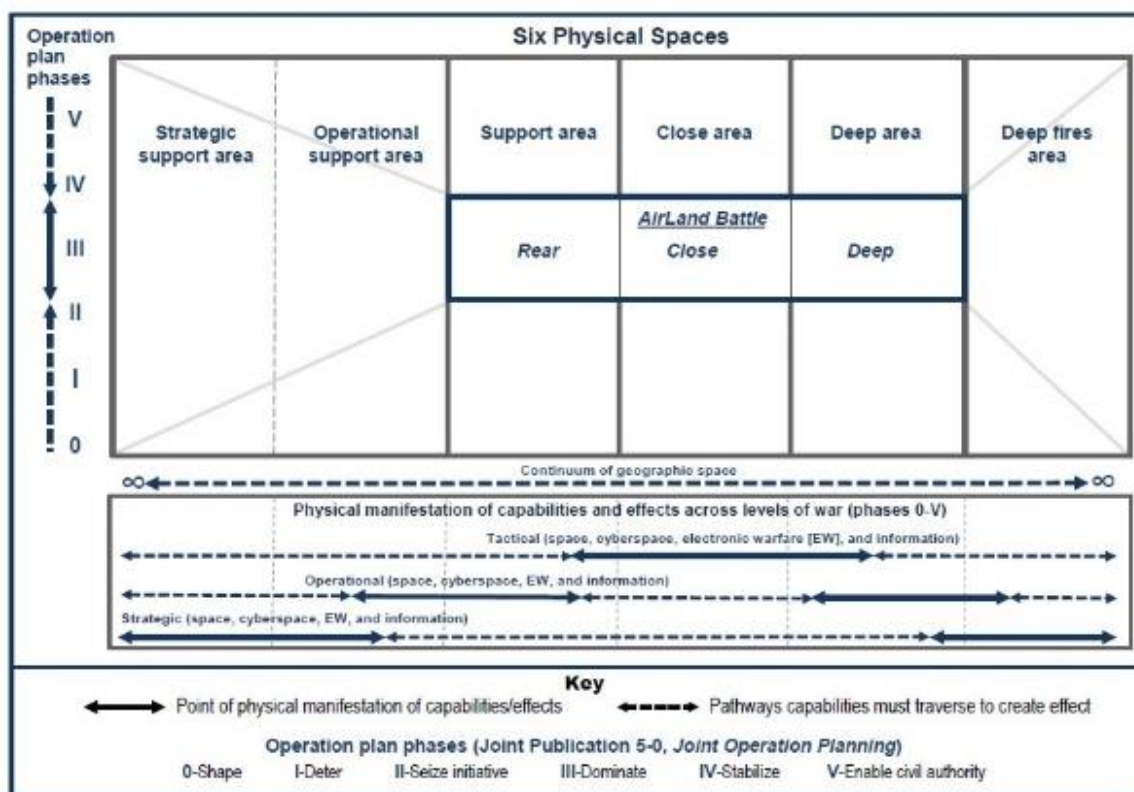 Operation
plan
phases
Six Physical Spaces
V
IV
III
II
I
0
Strategic
support area
Operational
support area
Support area
Close area
Deep area
Deep fires
area
AirLand Battle
Rear
Close
Deep
Continuum of geographic space
∞ ∞
Physical manifestation of capabilities and effects across levels of war (phases 0-V)
Tactical (space, cyberspace, electronic warfare [EW], and information)
Operational (space, cyberspace, EW, and information)
Strategic (space, cyberspace, EW, and information)
Key
Point of physical manifestation of capabilities/effects
Pathways capabilities must traverse to create effect
Operation plan phases (Joint Publication 5-0, Joint Operation Planning)
0-Shape I-Deter II-Seize initiative III-Dominate IV-Stabilize V-Enable civil authority